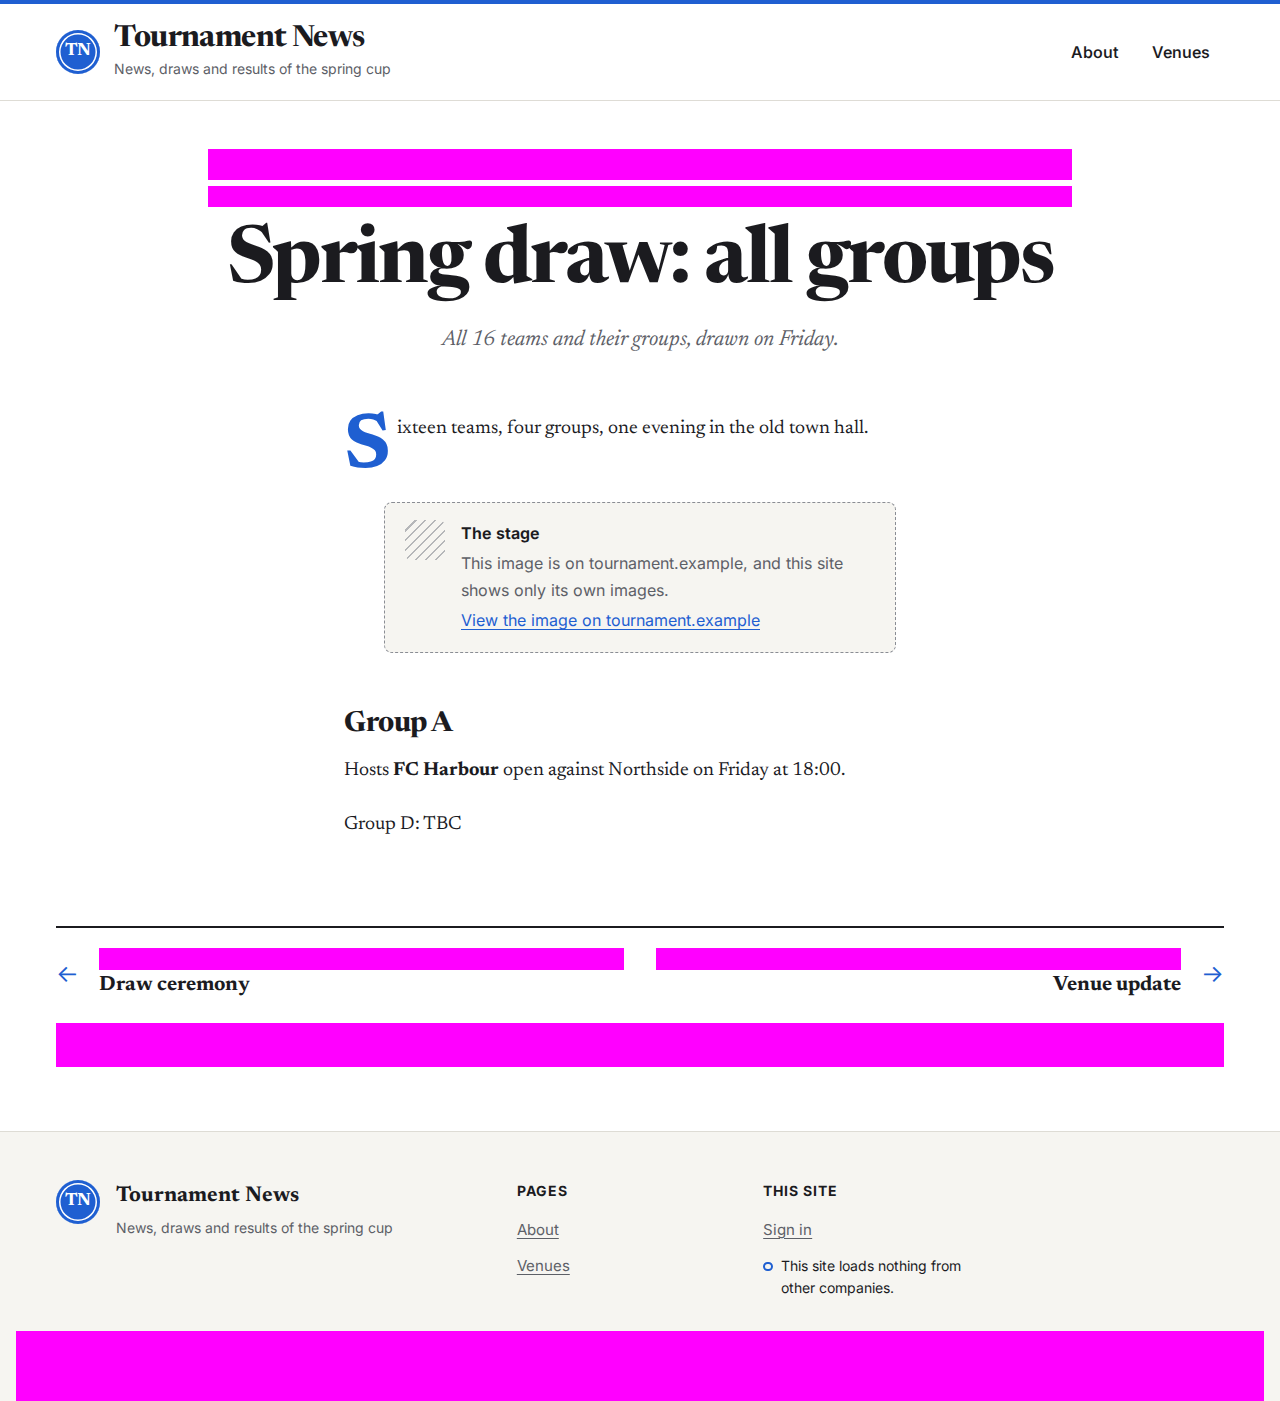 TN
Tournament News
News, draws and results of the spring cup
About
Venues
Spring draw: all groups
All 16 teams and their groups, drawn on Friday.
Sixteen teams, four groups, one evening in the old town hall.
The stage
This image is on tournament.example, and this site
shows only its own images.
View the image on tournament.example
Group A
Hosts FC Harbour open against Northside on Friday at 18:00.
Group D: TBC
← Draw ceremony
Venue update →
TN
Tournament News
News, draws and results of the spring cup
PAGES
About
Venues
THIS SITE
Sign in
This site loads nothing from
other companies.